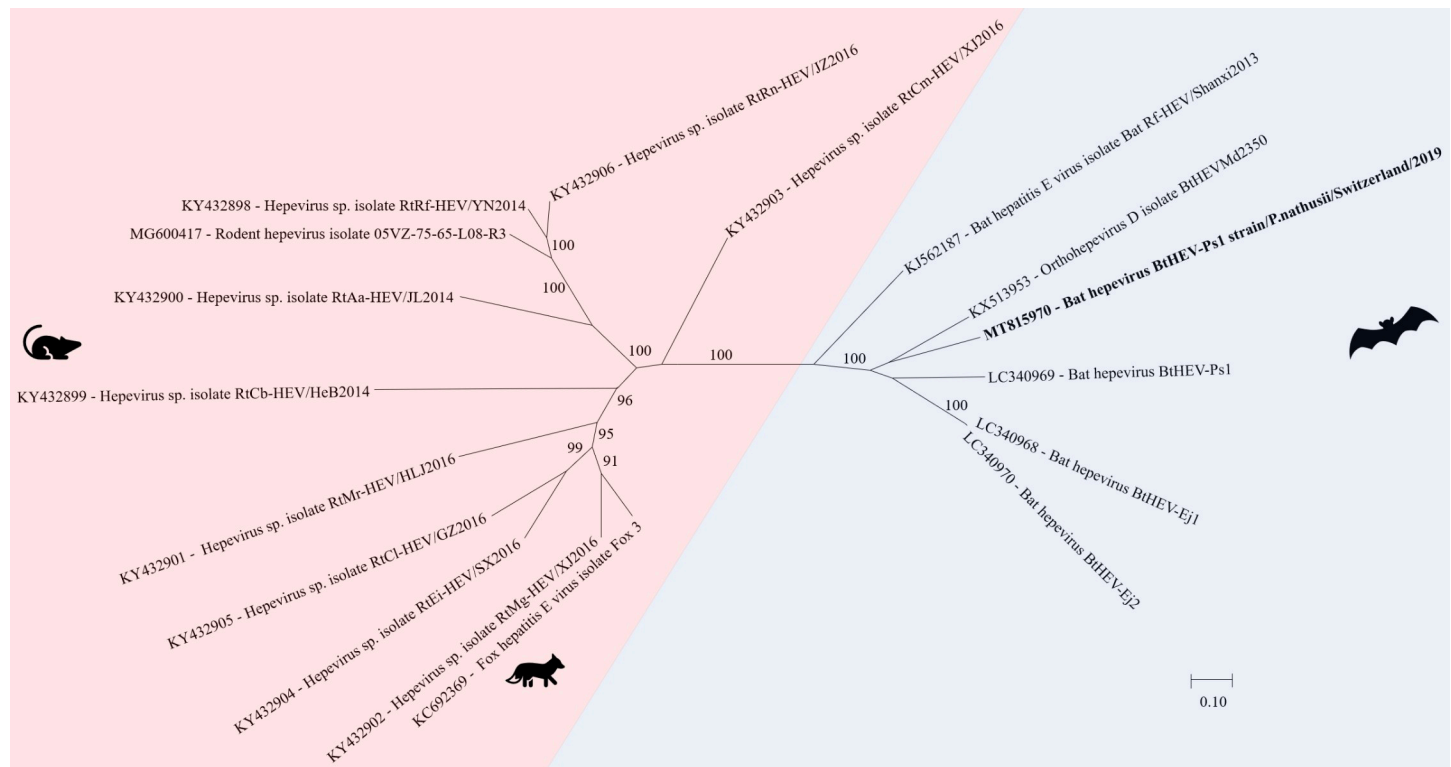 KY432906 - Hepevirus sp. isolate RtRn-HEV/JZ2016
KY432903 - Hepevirus sp. isolate RtCm-HEV/XJ2016
KY432898 - Hepevirus sp. isolate RtRf-HEV/YN2014
MG600417 - Rodent hepevirus isolate 05VZ-75-65-L08-R3
100
100
KY432900 - Hepevirus sp. isolate RtAa-HEV/JL2014
100
100
KY432899 - Hepevirus sp. isolate RtCb-HEV/HeB2014
96
95
99
91
KY432901 - Hepevirus sp. isolate RtMr-HEV/HLJ2016
KY432905 - Hepevirus sp. isolate RtCl-HEV/GZ2016
KY432904 - Hepevirus sp. isolate RtEi-HEV/SX2016
KY432902 - Hepevirus sp. isolate RtMg-HEV/XJ2016
KC692369 - Fox hepatitis E virus isolate Fox 3
KJ562187 - Bat hepatitis E virus isolate Bat Rf-HEV/Shanxi2013
KX513953 - Orthohepevirus D isolate BtHEVMd2350
MT815970 - Bat hepevirus BtHEV-Ps1 strain/P.nathusii/Switzerland/2019
100
LC340969 - Bat hepevirus BtHEV-Ps1
100
LC340968 - Bat hepevirus BtHEV-Ej1
LC340970 - Bat hepevirus BtHEV-Ej2
0.10